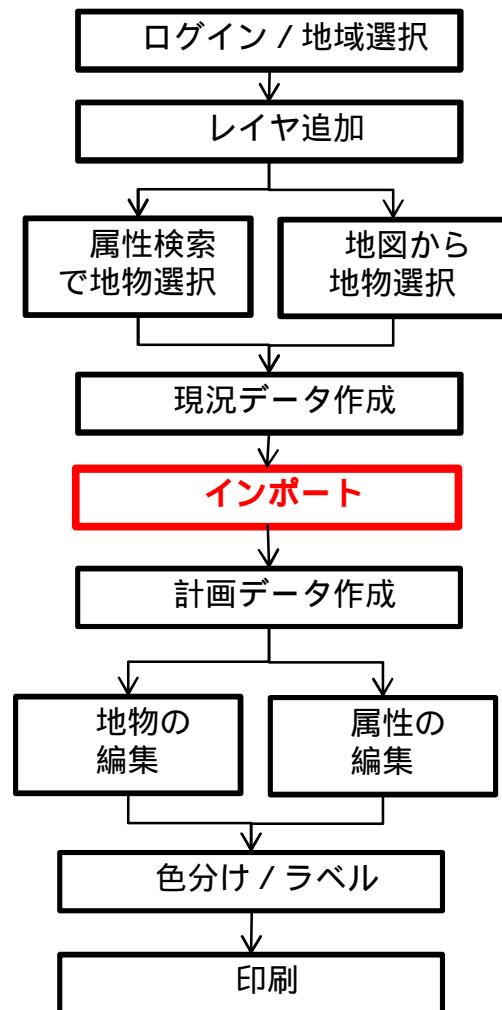 ログイン / 地域選択
レイヤ追加
属性検索
で地物選択
地図から
地物選択
現況データ作成
インポート
計画データ作成
地物の
編集
属性の
編集
色分け / ラベル
印刷